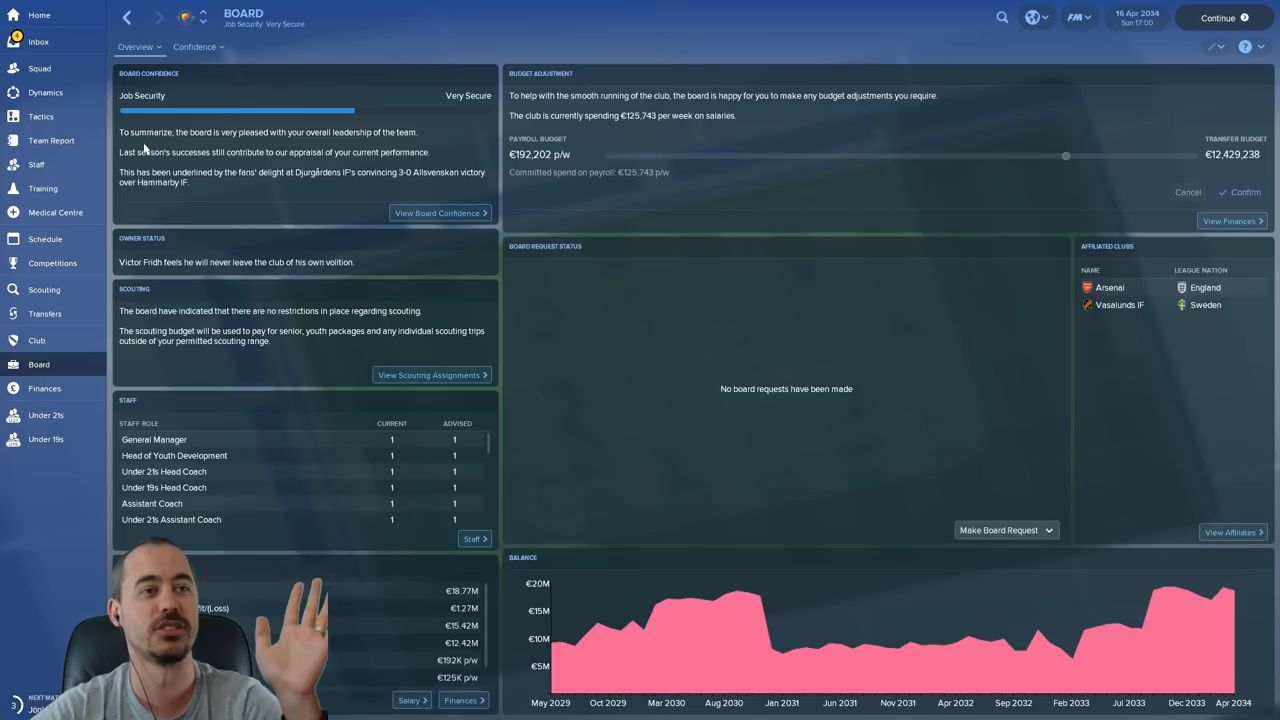 Home
BOARD
Job Security: Very Secure
FM
16 Apr 2034
Sun 17:00
Continue
4
Inbox
Squad
Dynamics
Tactics
Team Report
Staff
Training
Medical Centre
Schedule
Competitions
Scouting
Transfers
Club
Board
Finances
Under 21s
Under 19s
Overview
Confidence
?
BOARD CONFIDENCE
Job Security
Very Secure
To summarize, the board is very pleased with your overall leadership of the team.
Last season's successes still contribute to our appraisal of your current performance.
This has been underlined by the fans' delight at Djurgårdens IF's convincing 3-0 Allsvenskan victory
over Hammarby IF.
View Board Confidence
OWNER STATUS
Victor Fridh feels he will never leave the club of his own volition.
SCOUTING
The board have indicated that there are no restrictions in place regarding scouting.
The scouting budget will be used to pay for senior, youth packages and any individual scouting trips
outside of your permitted scouting range.
View Scouting Assignments
STAFF
STAFF ROLE CURRENT ADVISED
General Manager 1 1
Head of Youth Development 1 1
Under 21s Head Coach 1 1
Under 19s Head Coach 1 1
Assistant Coach 1 1
Under 21s Assistant Coach 1 1
Staff
€18.77M
fit/(Loss) €1.27M
€15.42M
€12.42M
€192K p/w
€125K p/w
Salary
Finances
3
NEXT MAT
BUDGET ADJUSTMENT
To help with the smooth running of the club, the board is happy for you to make any budget adjustments you require.
The club is currently spending €125,743 per week on salaries.
PAYROLL BUDGET
€192,202 p/w
TRANSFER BUDGET
€12,429,238
Committed spend on payroll: €125,743 p/w
Cancel
Confirm
View Finances
BOARD REQUEST STATUS
No board requests have been made
Make Board Request
AFFILIATED CLUBS
NAME LEAGUE NATION
Arsenal England
Vasalunds IF Sweden
View Affiliates
BALANCE
€20M
€15M
€10M
€5M
May 2029 Oct 2029 Mar 2030 Aug 2030 Jan 2031 Jun 2031 Nov 2031 Apr 2032 Sep 2032 Feb 2033 Jul 2033 Dec 2033 Apr 2034